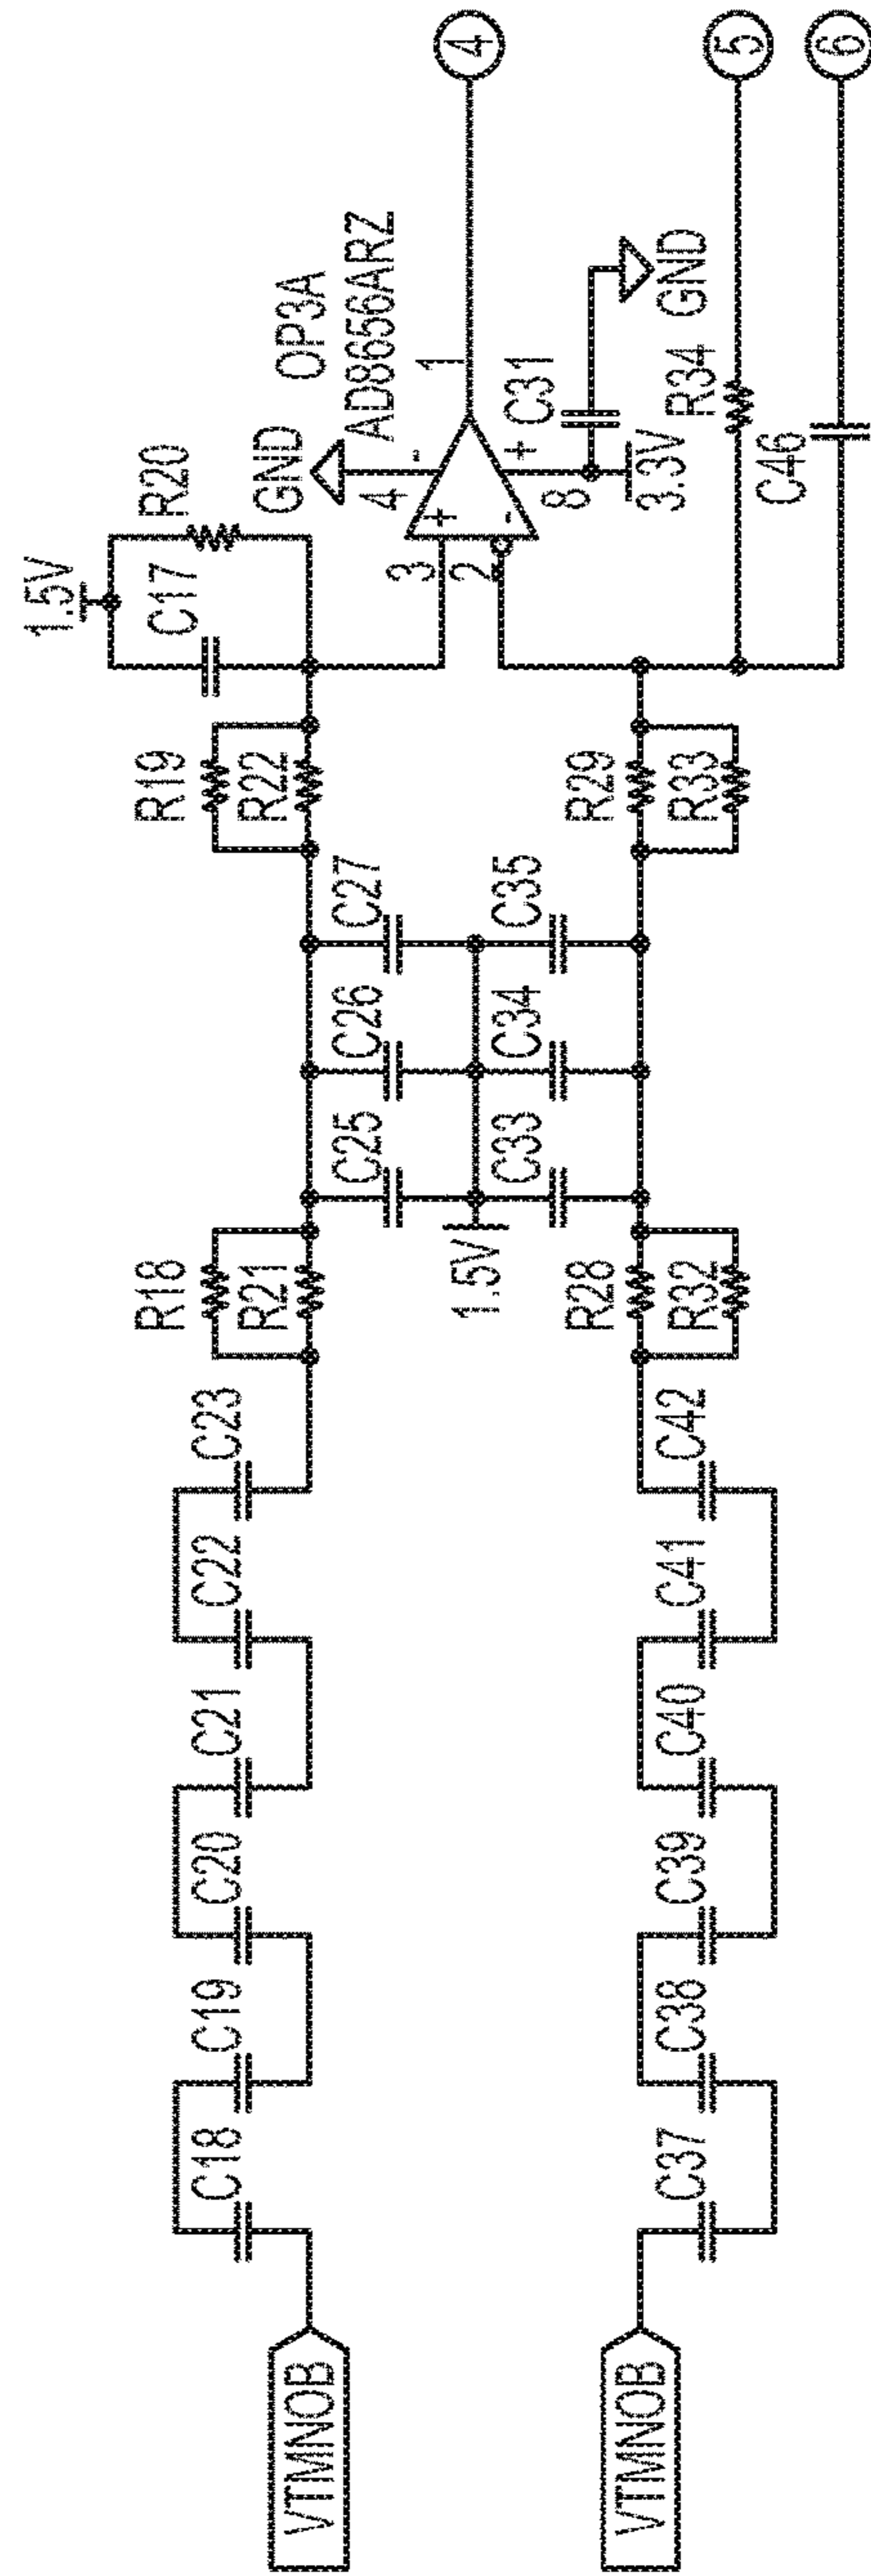 1.5V
C17
R20
GND
OP3A
AD8656ARZ
4
-
1
4
3
+
2
-
8
+
C31
GND
3.3V
R34
5
C46
6
R19
R22
C27
C26
C25
R18
R21
C23
C22
C21
C20
C19
C18
VTMNOB
1.5V
C35
C34
C33
R29
R33
R28
R32
C42
C41
C40
C39
C38
C37
VTMNOB